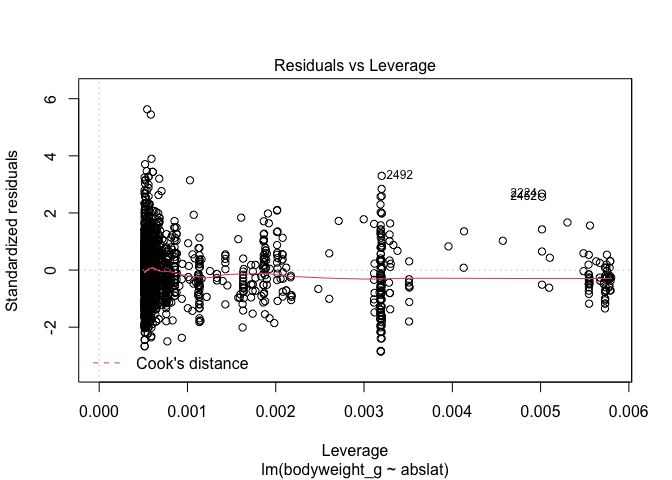 Residuals vs Leverage
Standardized residuals
6
4
2
0
-2
2492
2224
2452
Cook's distance
0.000 0.001 0.002 0.003 0.004 0.005 0.006
Leverage
lm(bodyweight_g ~ abslat)